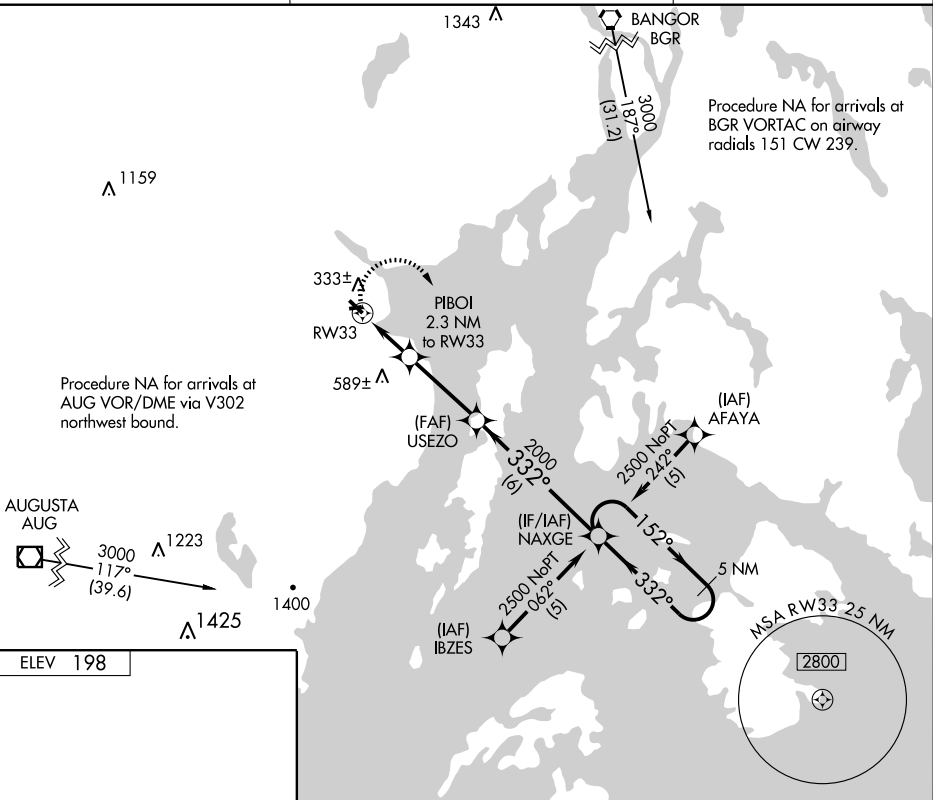 1343
BANGOR
BGR
3000
187°
(31.2)
Procedure NA for arrivals at
BGR VORTAC on airway
radials 151 CW 239.
1159
333±
RW33
PIBOI
2.3 NM
to RW33
589±
Procedure NA for arrivals at
AUG VOR/DME via V302
northwest bound.
(FAF)
USEZO
(IAF)
AFAYA
2500 NoPT
242°
(5)
2000
332°
(6)
(IF/IAF)
NAXGE
152°
5 NM
332°
AUGUSTA
AUG
3000
117°
(39.6)
1223
1400
1425
2500 NoPT
062°
(5)
(IAF)
IBZES
MSA RW33 25 NM
2800
ELEV 198